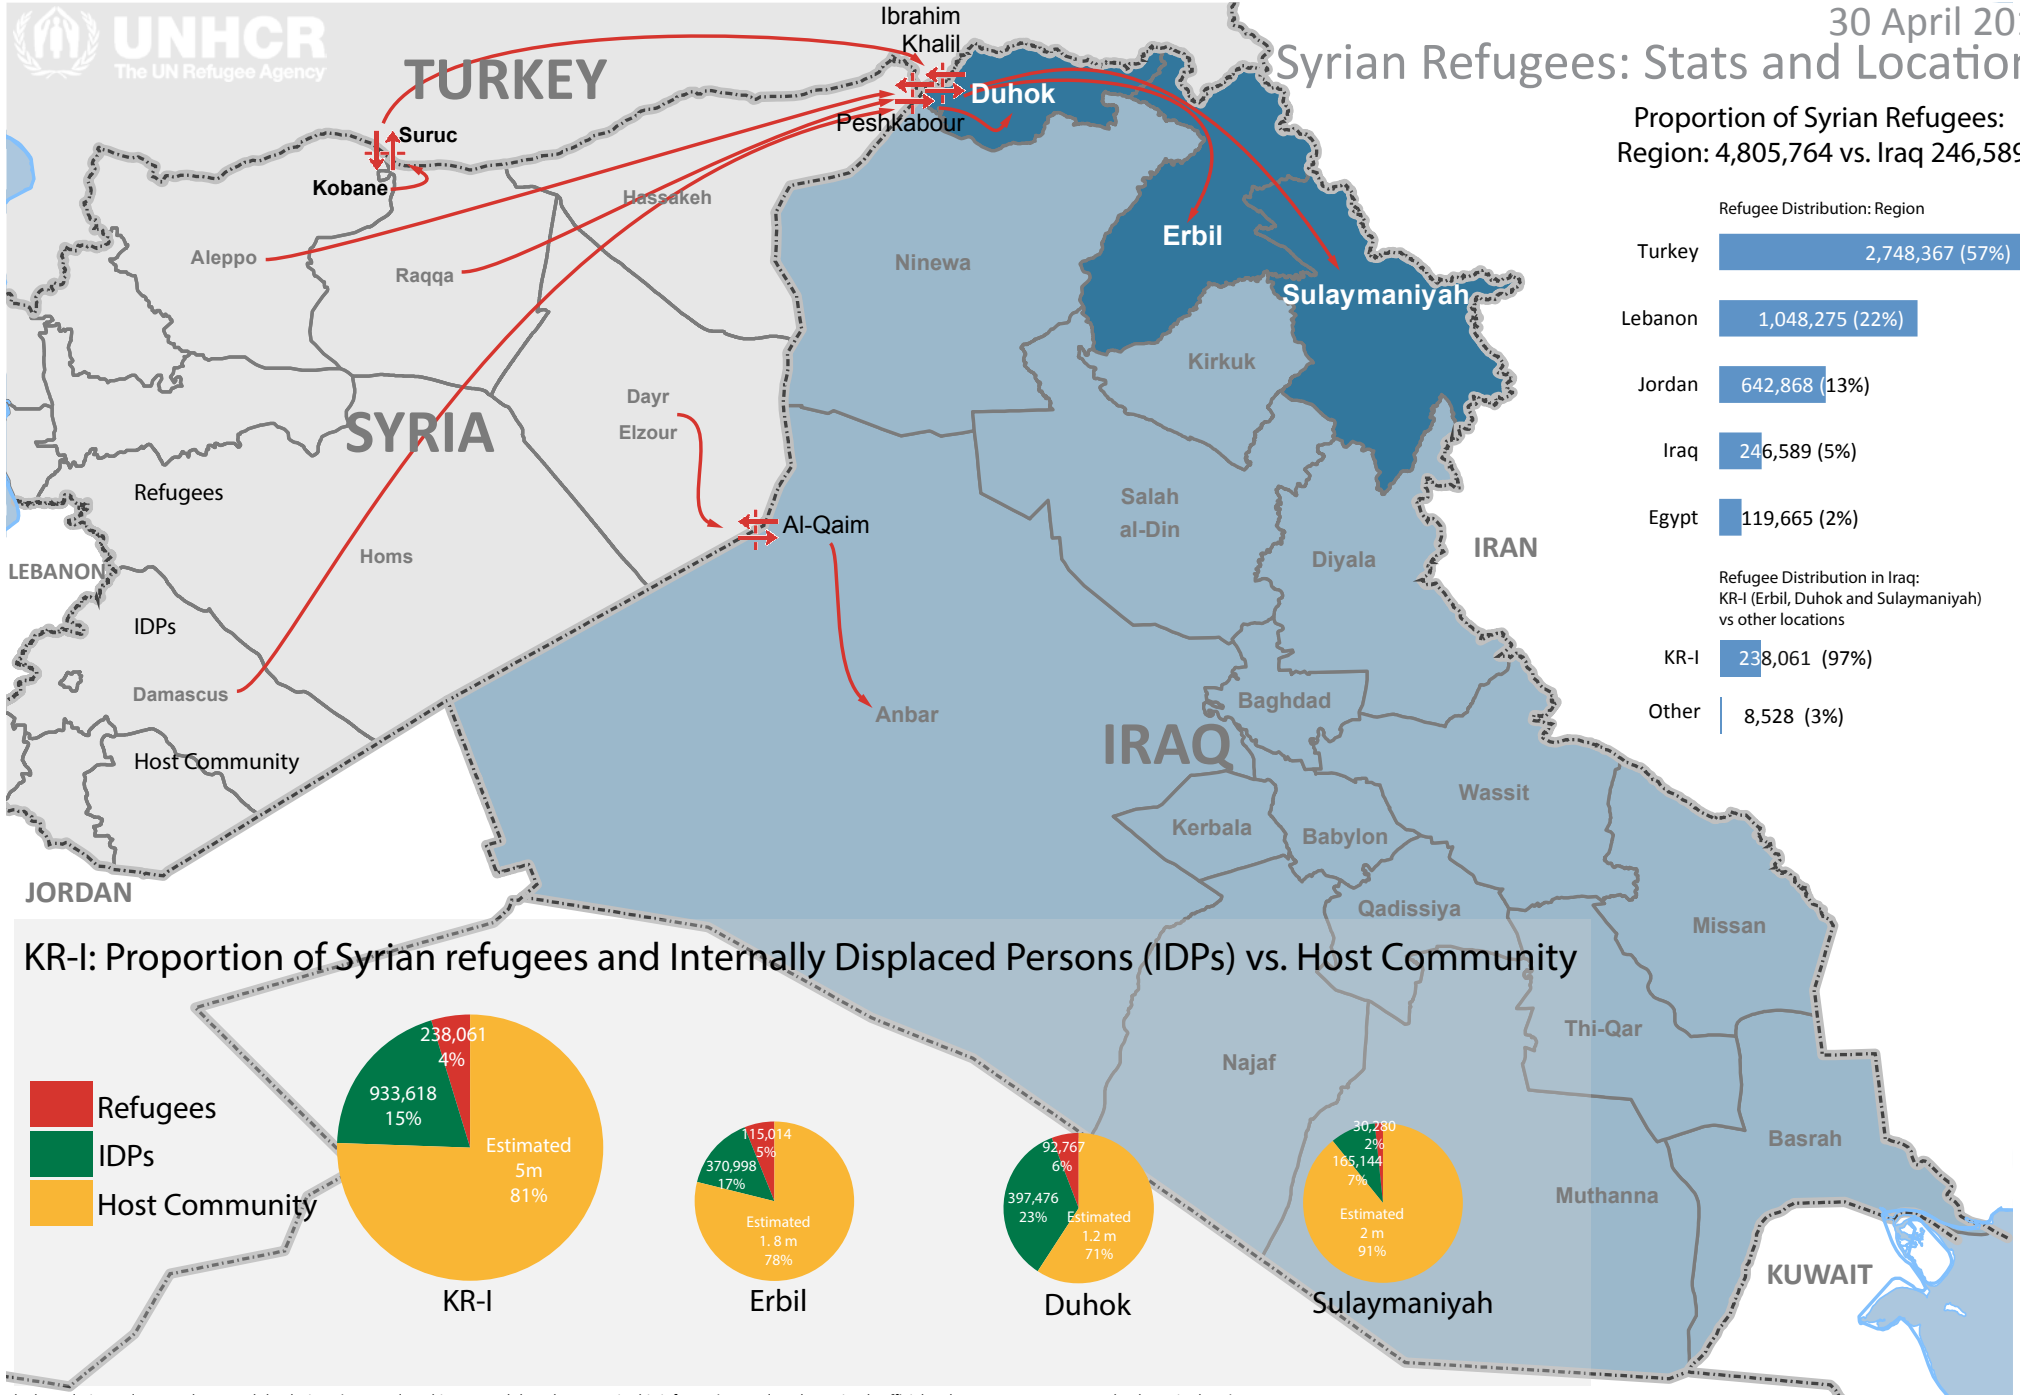 UNHCR
The UN Refugee Agency
30 April
Syrian Refugees: Stats and
Proportion of Syrian Refugees:
Region: 4,805,764 vs. Iraq 246,589
Refugee Distribution: Region
Turkey 2,748,367 (57%)
Lebanon 1,048,275 (22%)
Jordan 642,868 (13%)
Iraq 246,589 (5%)
Egypt 119,665 (2%)
Refugee Distribution in Iraq:
KR-I (Erbil, Duhok and Sulaymaniyah)
vs other locations
KR-I 238,061 (97%)
Other 8,528 (3%)
TURKEY
Ibrahim
Khalil
Duhok
Peshkabour
Suruc
Kobane
Hassakeh
Aleppo
Raqqa
Ninewa
Erbil
Sulaymaniyah
Kirkuk
Dayr
Elzour
SYRIA
Refugees
Salah
al-Din
Al-Qaim
Homs
Diyala
IRAN
LEBANON
IDPs
Damascus
Anbar
Baghdad
IRAQ
Host Community
Wassit
Kerbala
Babylon
JORDAN
Qadissiya
Missan
Thi-Qar
Najaf
Basrah
Muthanna
KUWAIT
KR-I: Proportion of Syrian refugees and Internally Displaced Persons (IDPs) vs. Host Community
Refugees
IDPs
Host Community
238,061
4%
933,618
15%
Estimated
5m
81%
KR-I
115,014
5%
370,998
17%
Estimated
1. 8 m
78%
Erbil
92,767
6%
397,476
23%
Estimated
1.2 m
71%
Duhok
30,280
2%
165,144
7%
Estimated
2 m
91%
Sulaymaniyah